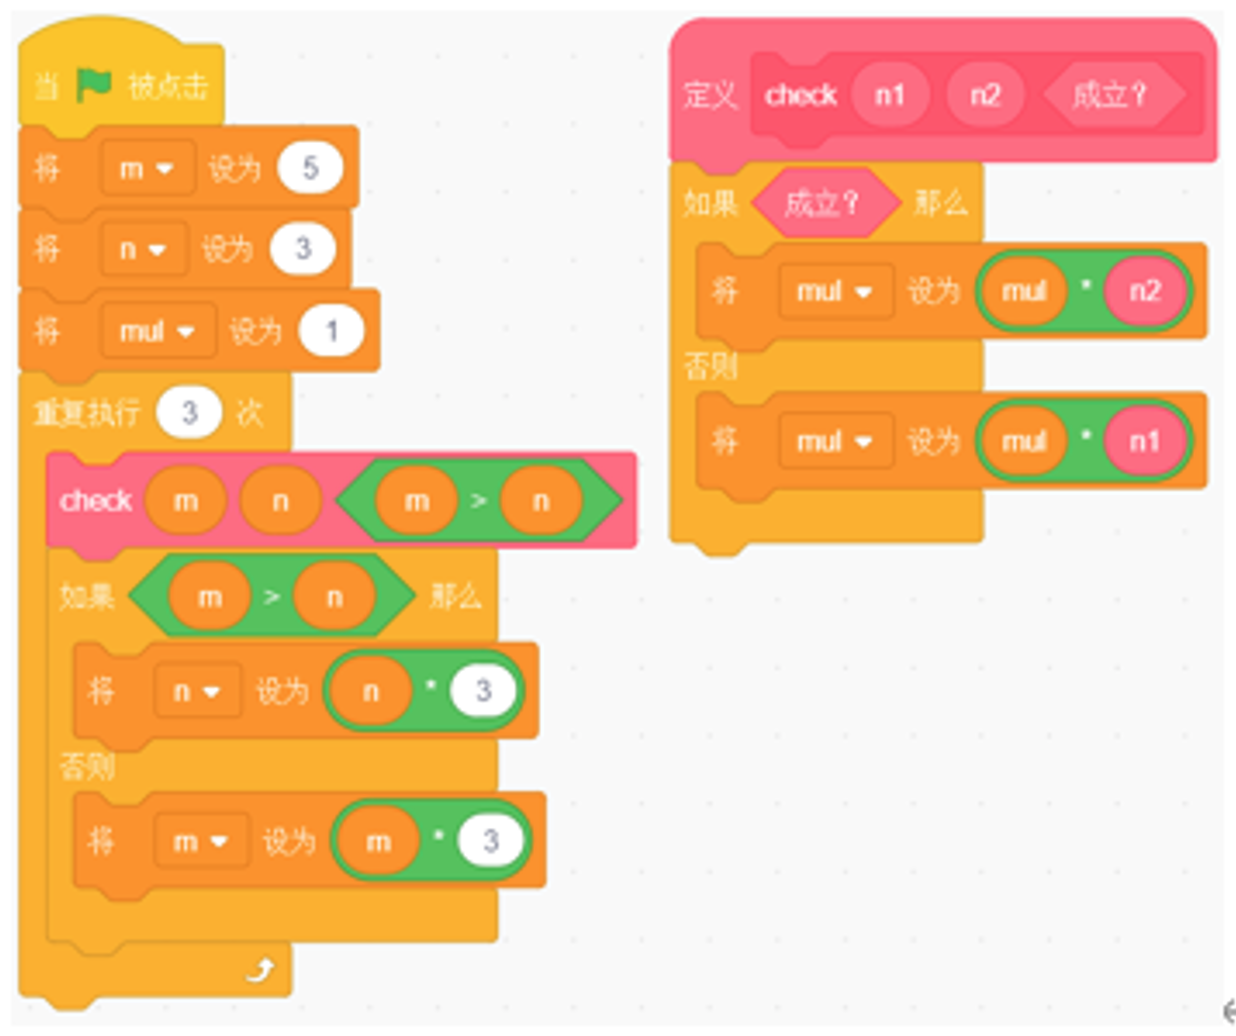 当 被点击
将 m 设为 5
将 n 设为 3
将 mul 设为 1
重复执行 3 次
check m n m > n
如果 m > n 那么
将 n 设为 n * 3
否则
将 m 设为 m * 3
定义 check n1 n2 成立?
如果 成立? 那么
将 mul 设为 mul * n2
否则
将 mul 设为 mul * n1